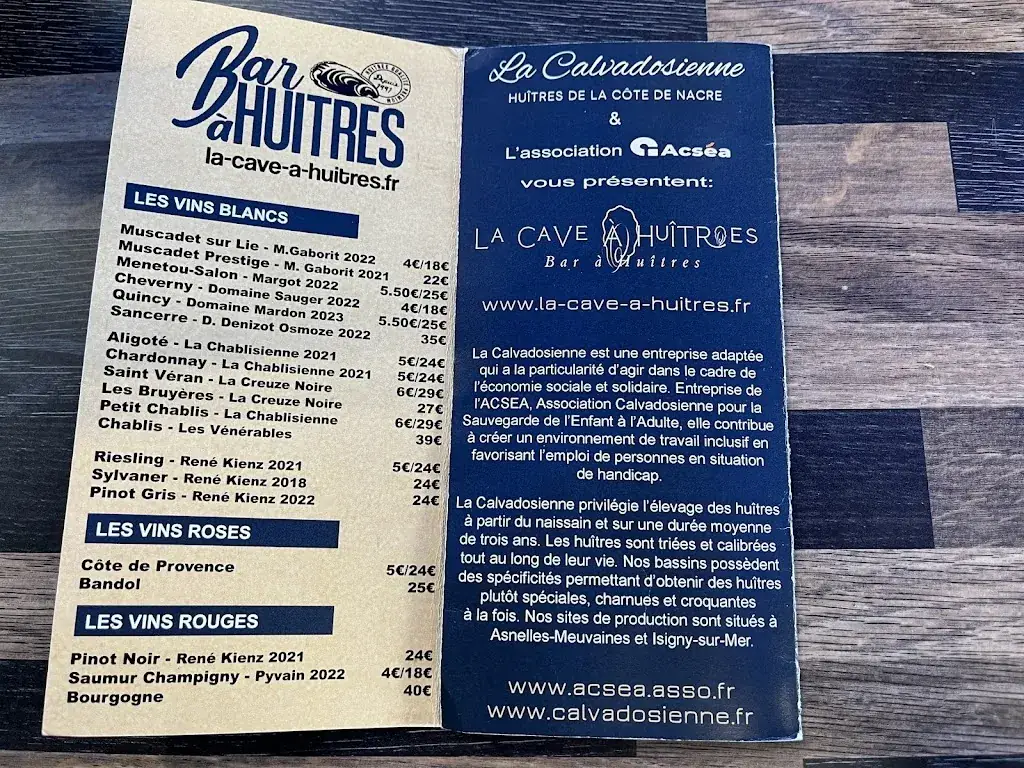 Bar
à HUITRES
HUITRES QUALITÉ PREMIUM
Depuis
1997
la-cave-a-huitres.fr
LES VINS BLANCS
Muscadet sur Lie - M.Gaborit 2022 4€/18€
Muscadet Prestige - M. Gaborit 2021 22€
Menetou-Salon - Margot 2022 5.50€/25€
Cheverny - Domaine Sauger 2022 4€/18€
Quincy - Domaine Mardon 2023 5.50€/25€
Sancerre - D. Denizot Osmoze 2022 35€
Aligoté - La Chablisienne 2021 5€/24€
Chardonnay - La Chablisienne 2021 5€/24€
Saint Véran - La Creuze Noire 6€/29€
Les Bruyères - La Creuze Noire 27€
Petit Chablis - La Chablisienne 6€/29€
Chablis - Les Vénérables 39€
Riesling - René Kienz 2021 5€/24€
Sylvaner - René Kienz 2018 24€
Pinot Gris - René Kienz 2022 24€
LES VINS ROSES
Côte de Provence 5€/24€
Bandol 25€
LES VINS ROUGES
Pinot Noir - René Kienz 2021 24€
Saumur Champigny - Pyvain 2022 4€/18€
Bourgogne 40€
La Calvadosienne
HUÎTRES DE LA CÔTE DE NACRE
&
L'association Acséa
vous présentent:
LA CAVE À HUÎTRES
Bar à Huîtres
www.la-cave-a-huitres.fr
La Calvadosienne est une entreprise adaptée
qui a la particularité d'agir dans le cadre de
l'économie sociale et solidaire. Entreprise de
l'ACSEA, Association Calvadosienne pour la
Sauvegarde de l'Enfant à l'Adulte, elle contribue
à créer un environnement de travail inclusif en
favorisant l'emploi de personnes en situation
de handicap.
La Calvadosienne privilégie l'élevage des huîtres
à partir du naissain et sur une durée moyenne
de trois ans. Les huîtres sont triées et calibrées
tout au long de leur vie. Nos bassins possèdent
des spécificités permettant d'obtenir des huîtres
plutôt spéciales, charnues et croquantes
à la fois. Nos sites de production sont situés à
Asnelles-Meuvaines et Isigny-sur-Mer.
www.acsea.asso.fr
www.calvadosienne.fr